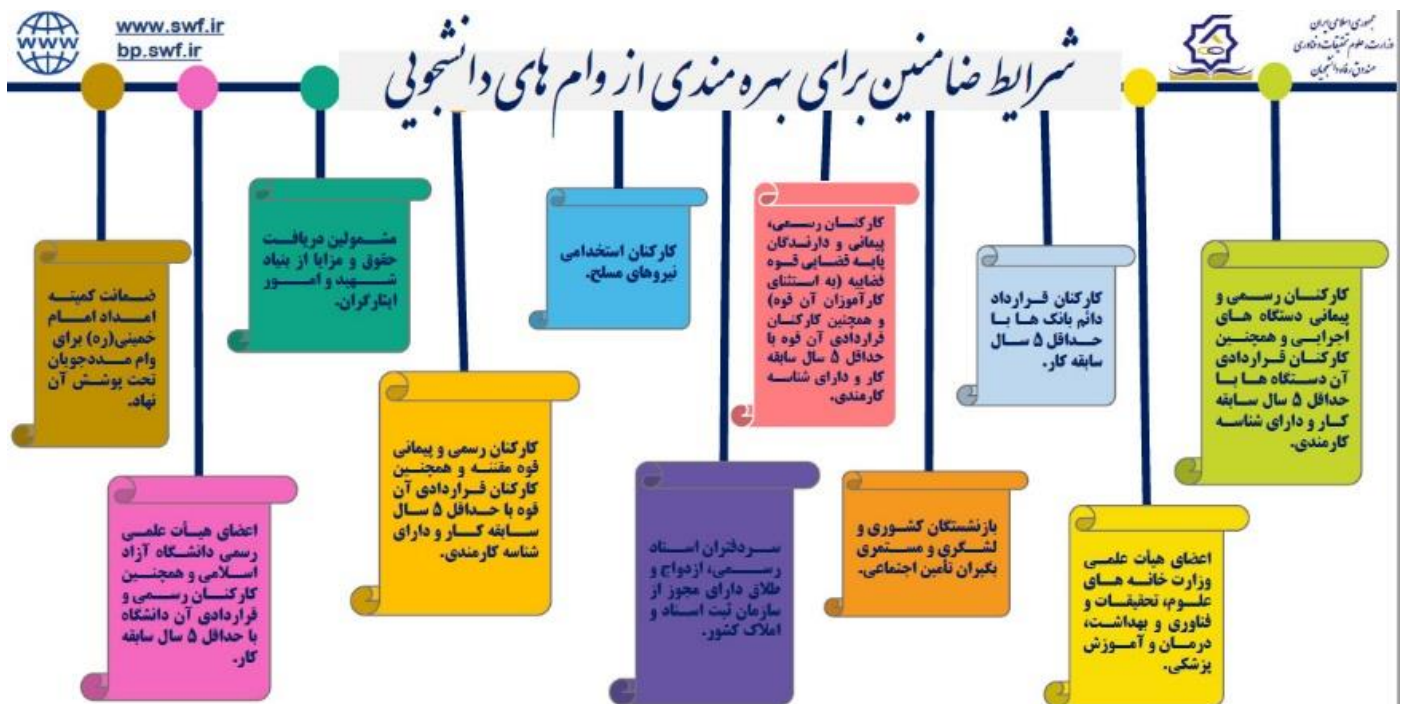 www.swf.ir
bp.swf.ir
جمهوری اسلامی ایران
وزارت علوم تحقیقات و فناوری
صندوق رفاه دانشجویان
شرایط ضامنین برای بهره مندی از وام های دانشجویی
کارکنان رسمی و
پیمانی دستگاه های
اجرایی و همچنین
کارکنان قراردادی
آن دستگاه ها با
حداقل ۵ سال سابقه
کار و دارای شناسه
کارمندی.
اعضای هیأت علمی
وزارت خانه های
علوم، تحقیقات و
فناوری و بهداشت،
درمان و آموزش
پزشکی.
کارکنان قرارداد
دائم بانک ها با
حداقل ۵ سال
سابقه کار.
بازنشستگان کشوری و
لشگری و مستمری
بگیران تأمین اجتماعی.
کارکنان رسمی،
پیمانی و دارندگان
پایه قضایی قوه
قضاییه (به استثنای
کارآموزان آن قوه)
و همچنین کارکنان
قراردادی آن قوه با
حداقل ۵ سال سابقه
کار و دارای شناسه
کارمندی.
سردفتران اسناد
رسمی، ازدواج و
طلاق دارای مجوز از
سازمان ثبت اسناد و
املاک کشور.
کارکنان استخدامی
نیروهای مسلح.
کارکنان رسمی و پیمانی
قوه مقننه و همچنین
کارکنان قراردادی آن
قوه با حداقل ۵ سال
سابقه کار و دارای
شناسه کارمندی.
مشمولین دریافت
حقوق و مزایا از بنیاد
شهید و امور
ایثارگران.
اعضای هیأت علمی
رسمی دانشگاه آزاد
اسلامی و همچنین
کارکنان رسمی و
قراردادی آن دانشگاه
با حداقل ۵ سال سابقه
کار.
ضمانت کمیته
امداد امام
خمینی(ره) برای
وام مددجویان
تحت پوشش آن
نهاد.
www